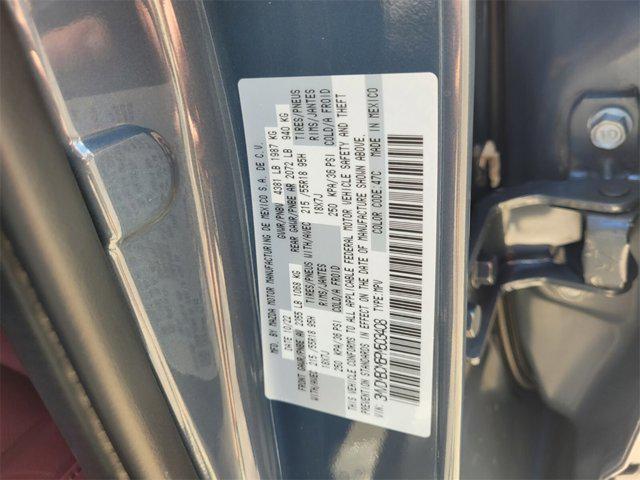 MFD. BY MAZDA MOTOR MANUFACTURING DE MEXICO S.A. DE C.V.
DATE 10/22 GVWR/PNBV 4381 LB 1987 KG
FRONT GAWR/PNBE AV 2355 LB 1068 KG REAR GAWR/PNBE AR 2072 LB 940 KG
WITH/AVEC 215/55R18 95H TIRES/PNEUS WITH/AVEC 215/55R18 95H TIRES/PNEUS
18X7J RIMS/JANTES 18X7J RIMS/JANTES
250 KPA/36 PSI COLD/A FROID 250 KPA/36 PSI COLD/A FROID
THIS VEHICLE CONFORMS TO ALL APPLICABLE FEDERAL MOTOR VEHICLE SAFETY AND THEFT
PREVENTION STANDARDS IN EFFECT ON THE DATE OF MANUFACTURE SHOWN ABOVE.
VIN: TYPE:MPV COLOR CODE:47C MADE IN MEXICO
10